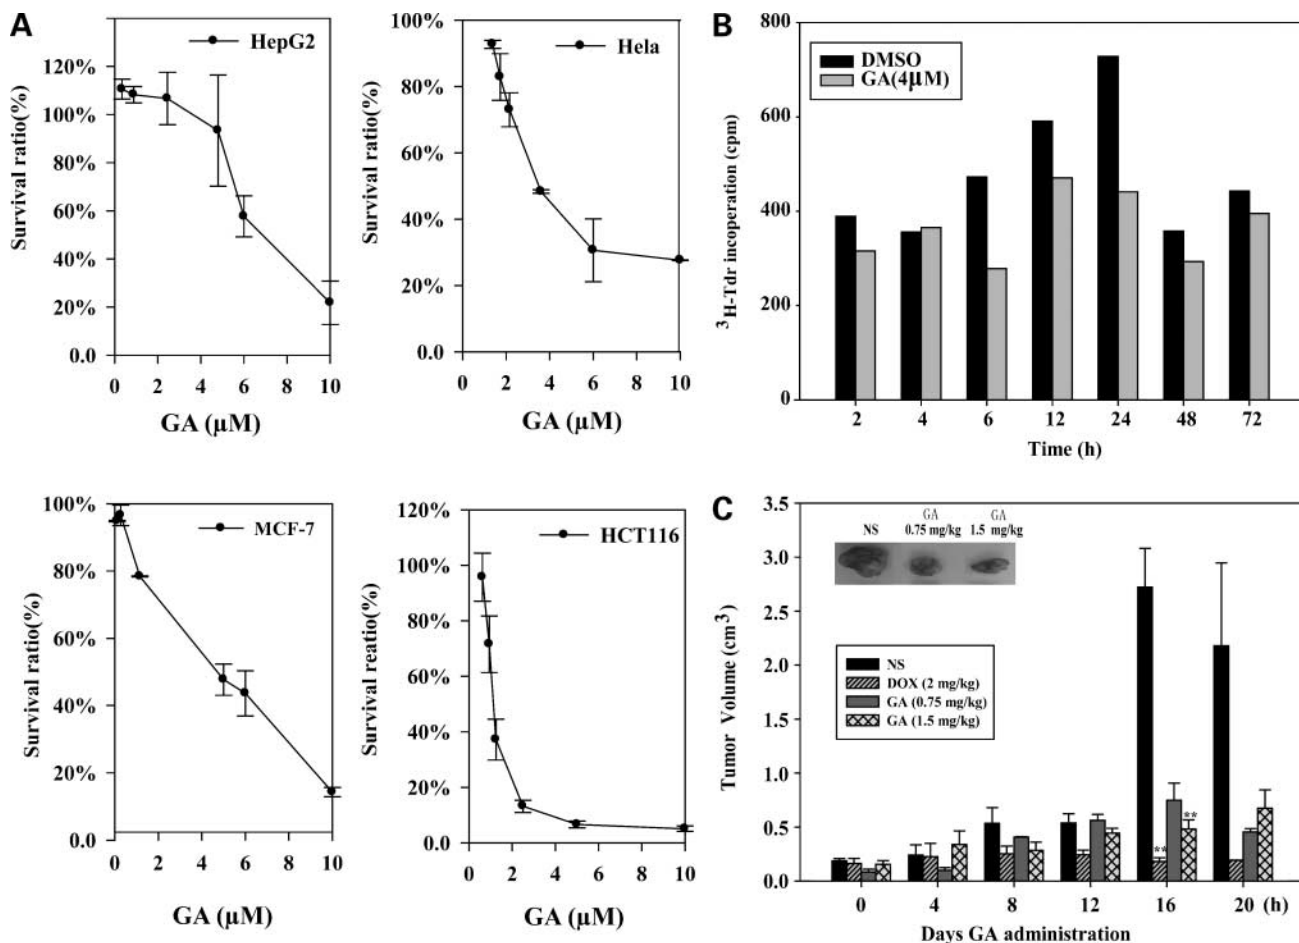 A
HepG2
Survival ratio(%)
120%
100%
80%
60%
40%
20%
0.0
0 2 4 6 8 10
GA (µM)
Hela
Survival ratio(%)
100%
80%
60%
40%
20%
0.0
0 2 4 6 8 10
GA (µM)
B
DMSO
GA(4µM)
³H-Tdr incoperation (cpm)
800
600
400
200
0
2 4 6 12 24 48 72
Time (h)
MCF-7
Survival ratio(%)
100%
80%
60%
40%
20%
0.0
0 2 4 6 8 10
GA (µM)
HCT116
Survival reatio(%)
120%
100%
80%
60%
40%
20%
0.0
0 2 4 6 8 10
GA (µM)
C
NS GA 0.75 mg/kg GA 1.5 mg/kg
NS
DOX (2 mg/kg)
GA (0.75 mg/kg)
GA (1.5 mg/kg)
Tumor Volume (cm³)
3.5
3.0
2.5
2.0
1.5
1.0
0.5
0.0
** **
0 4 8 12 16 20 (h)
Days GA administration